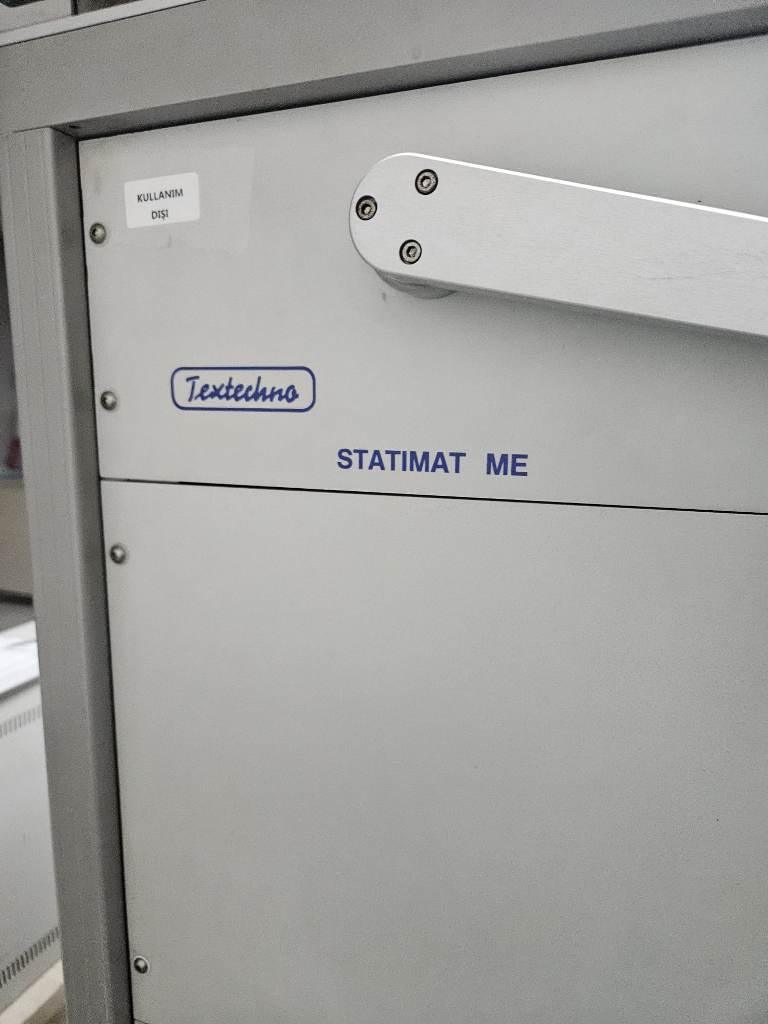 KULLANIM
DIŞI
Textechno
STATIMAT ME